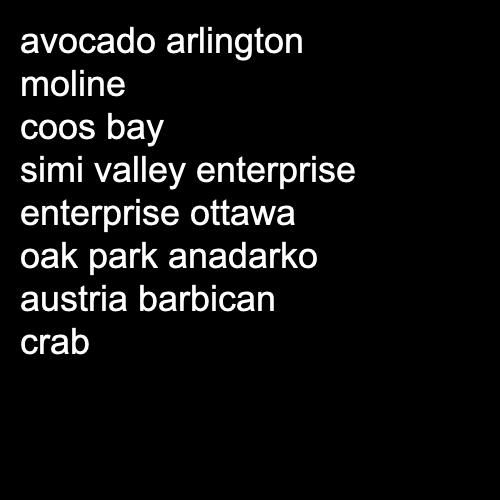 avocado arlington
moline
coos bay
simi valley enterprise
enterprise ottawa
oak park anadarko
austria barbican
crab